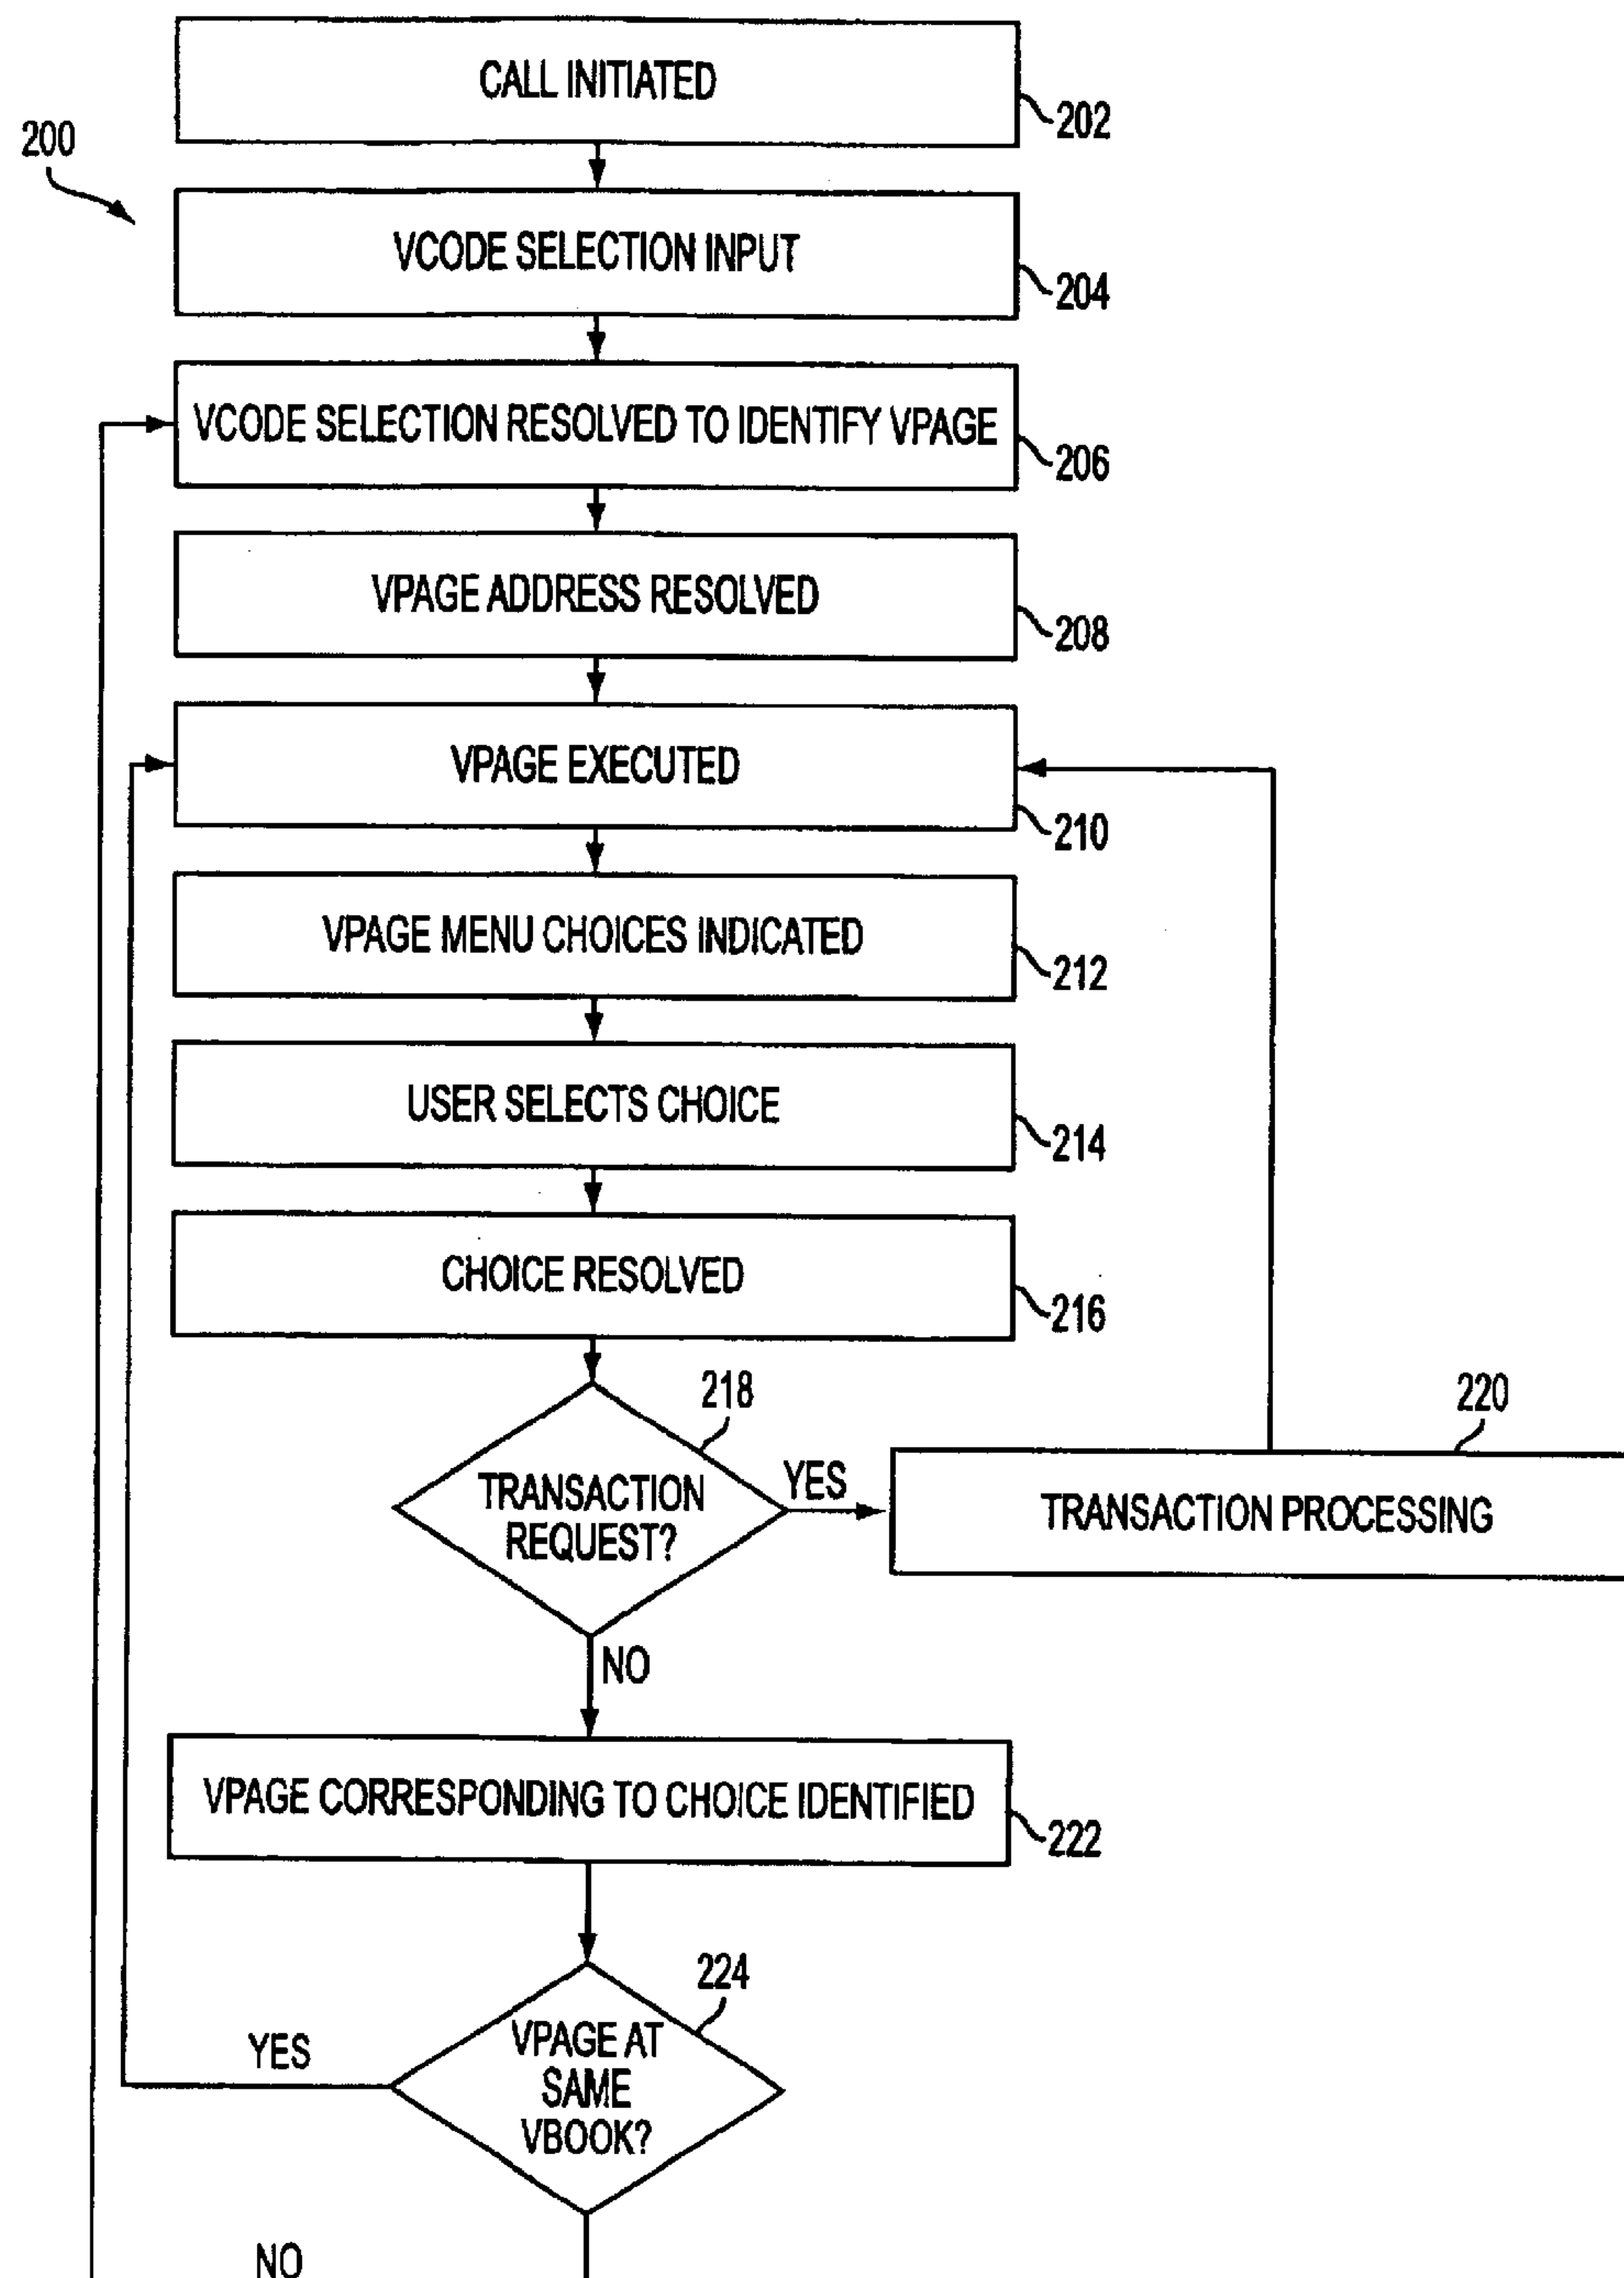 CALL INITIATED
202
200
VCODE SELECTION INPUT
204
VCODE SELECTION RESOLVED TO IDENTIFY VPAGE
206
VPAGE ADDRESS RESOLVED
208
VPAGE EXECUTED
210
VPAGE MENU CHOICES INDICATED
212
USER SELECTS CHOICE
214
CHOICE RESOLVED
216
218
TRANSACTION
REQUEST?
YES
220
TRANSACTION PROCESSING
NO
VPAGE CORRESPONDING TO CHOICE IDENTIFIED
222
224
VPAGE AT
SAME
VBOOK?
YES
NO